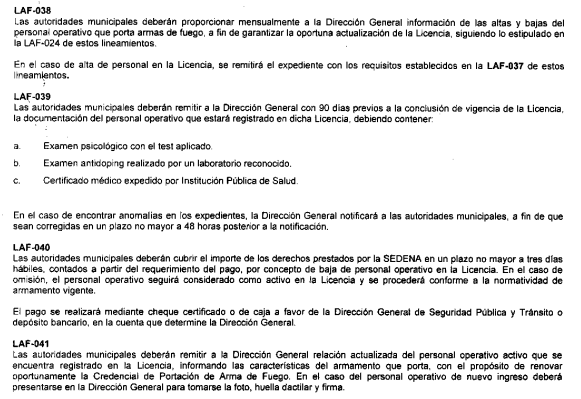 LAF-038
Las autoridades municipales deberán proporcionar mensualmente a la Dirección General información de las altas y bajas del
personal operativo que porta armas de fuego, a fin de garantizar la oportuna actualización de la Licencia, siguiendo lo estipulado en
la LAF-024 de estos lineamientos.
En el caso de alta de personal en la Licencia, se remitirá el expediente con los requisitos establecidos en la LAF-037 de estos
lineamientos.
LAF-039
Las autoridades municipales deberán remitir a la Dirección General con 90 días previos a la conclusión de vigencia de la Licencia,
la documentación del personal operativo que estará registrado en dicha Licencia, debiendo contener:
a. Examen psicológico con el test aplicado.
b. Examen antidoping realizado por un laboratorio reconocido.
c. Certificado médico expedido por Institución Pública de Salud.
En el caso de encontrar anomalías en los expedientes, la Dirección General notificará a las autoridades municipales, a fin de que
sean corregidas en un plazo no mayor a 48 horas posterior a la notificación.
LAF-040
Las autoridades municipales deberán cubrir el importe de los derechos prestados por la SEDENA en un plazo no mayor a tres días
hábiles, contados a partir del requerimiento del pago, por concepto de baja de personal operativo en la Licencia. En el caso de
omisión, el personal operativo seguirá considerado como activo en la Licencia y se procederá conforme a la normatividad de
armamento vigente.
El pago se realizará mediante cheque certificado o de caja a favor de la Dirección General de Seguridad Pública y Tránsito o
depósito bancario, en la cuenta que determine la Dirección General.
LAF-041
Las autoridades municipales deberán remitir a la Dirección General relación actualizada del personal operativo activo que se
encuentra registrado en la Licencia, informando las características del armamento que porta, con el propósito de renovar
oportunamente la Credencial de Portación de Arma de Fuego. En el caso del personal operativo de nuevo ingreso deberá
presentarse en la Dirección General para tomarse la foto, huella dactilar y firma.